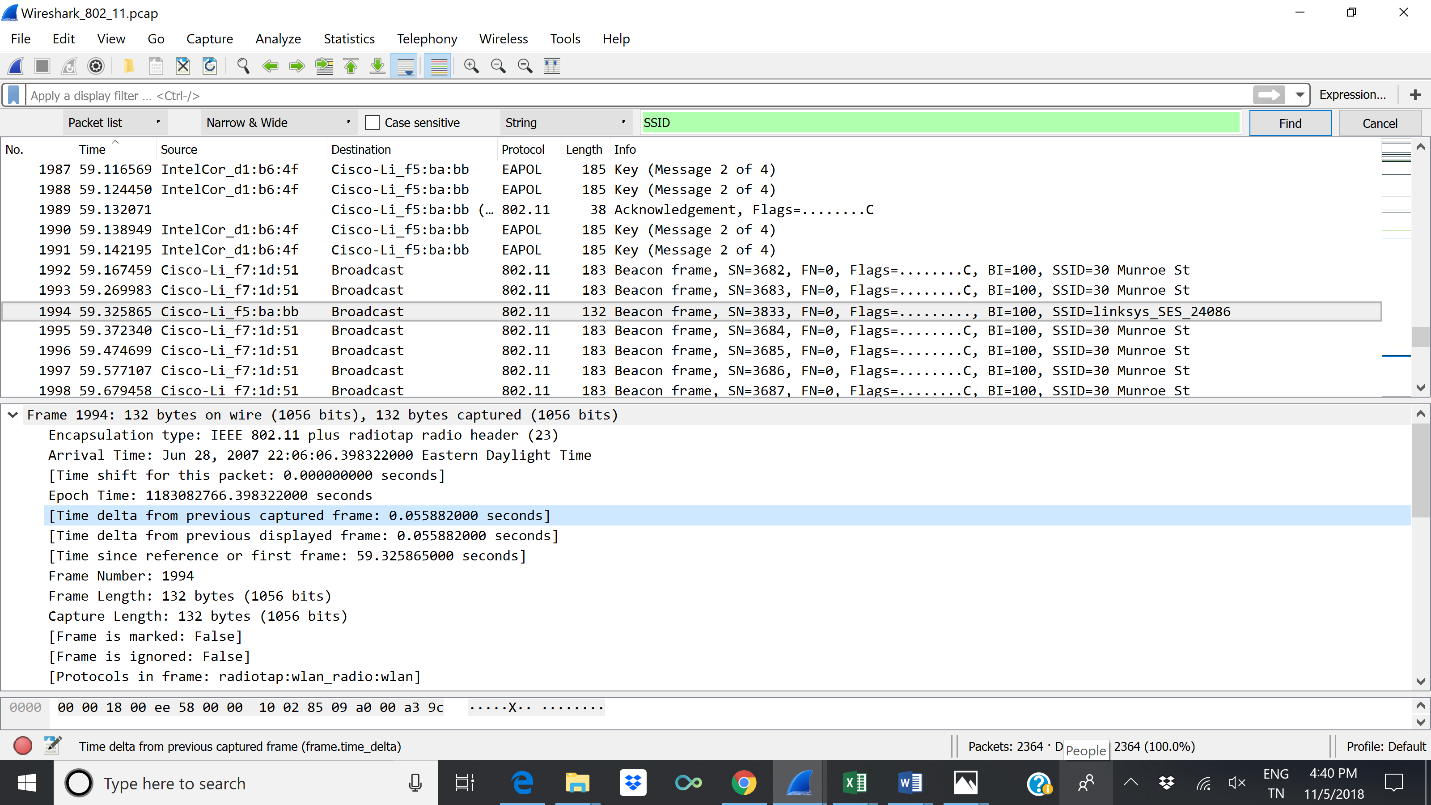 Wireshark_802_11.pcap
File Edit View Go Capture Analyze Statistics Telephony Wireless Tools Help
Apply a display filter ... <Ctrl-/> Expression... +
Packet list Narrow & Wide Case sensitive String SSID Find Cancel
No. Time Source Destination Protocol Length Info
1987 59.116569 IntelCor_d1:b6:4f Cisco-Li_f5:ba:bb EAPOL 185 Key (Message 2 of 4)
1988 59.124450 IntelCor_d1:b6:4f Cisco-Li_f5:ba:bb EAPOL 185 Key (Message 2 of 4)
1989 59.132071 Cisco-Li_f5:ba:bb (… 802.11 38 Acknowledgement, Flags=........C
1990 59.138949 IntelCor_d1:b6:4f Cisco-Li_f5:ba:bb EAPOL 185 Key (Message 2 of 4)
1991 59.142195 IntelCor_d1:b6:4f Cisco-Li_f5:ba:bb EAPOL 185 Key (Message 2 of 4)
1992 59.167459 Cisco-Li_f7:1d:51 Broadcast 802.11 183 Beacon frame, SN=3682, FN=0, Flags=........C, BI=100, SSID=30 Munroe St
1993 59.269983 Cisco-Li_f7:1d:51 Broadcast 802.11 183 Beacon frame, SN=3683, FN=0, Flags=........C, BI=100, SSID=30 Munroe St
1994 59.325865 Cisco-Li_f5:ba:bb Broadcast 802.11 132 Beacon frame, SN=3833, FN=0, Flags=........., BI=100, SSID=linksys_SES_24086
1995 59.372340 Cisco-Li_f7:1d:51 Broadcast 802.11 183 Beacon frame, SN=3684, FN=0, Flags=........C, BI=100, SSID=30 Munroe St
1996 59.474699 Cisco-Li_f7:1d:51 Broadcast 802.11 183 Beacon frame, SN=3685, FN=0, Flags=........C, BI=100, SSID=30 Munroe St
1997 59.577107 Cisco-Li_f7:1d:51 Broadcast 802.11 183 Beacon frame, SN=3686, FN=0, Flags=........C, BI=100, SSID=30 Munroe St
1998 59.679458 Cisco-Li_f7:1d:51 Broadcast 802.11 183 Beacon frame, SN=3687, FN=0, Flags=........C, BI=100, SSID=30 Munroe St
Frame 1994: 132 bytes on wire (1056 bits), 132 bytes captured (1056 bits)
Encapsulation type: IEEE 802.11 plus radiotap radio header (23)
Arrival Time: Jun 28, 2007 22:06:06.398322000 Eastern Daylight Time
[Time shift for this packet: 0.000000000 seconds]
Epoch Time: 1183082766.398322000 seconds
[Time delta from previous captured frame: 0.055882000 seconds]
[Time delta from previous displayed frame: 0.055882000 seconds]
[Time since reference or first frame: 59.325865000 seconds]
Frame Number: 1994
Frame Length: 132 bytes (1056 bits)
Capture Length: 132 bytes (1056 bits)
[Frame is marked: False]
[Frame is ignored: False]
[Protocols in frame: radiotap:wlan_radio:wlan]
0000 00 00 18 00 ee 58 00 00 10 02 85 09 a0 00 a3 9c ·····X·· ········
Time delta from previous captured frame (frame.time_delta) Packets: 2364 · D 2364 (100.0%) Profile: Default
People
Type here to search ENG 4:40 PM
TN 11/5/2018